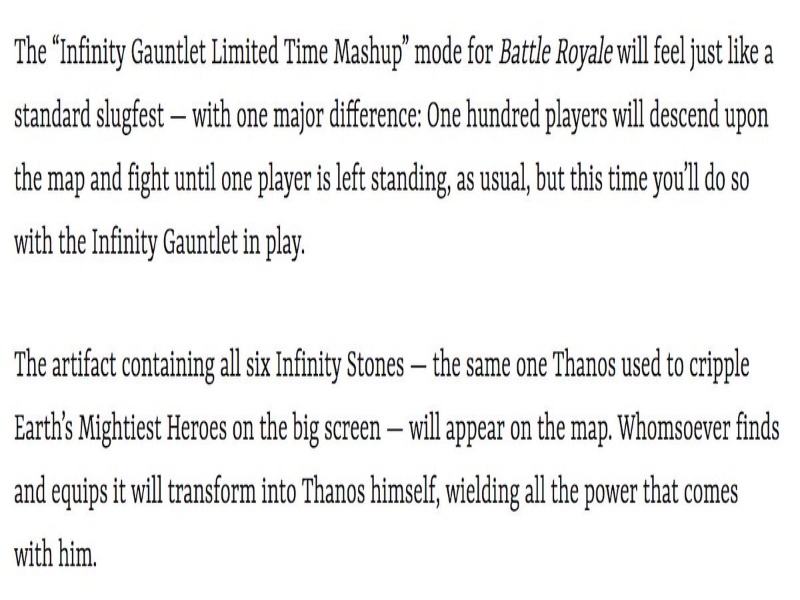 The “Infinity Gauntlet Limited Time Mashup” mode for Battle Royale will feel just like a
standard slugfest — with one major difference: One hundred players will descend upon
the map and fight until one player is left standing, as usual, but this time you’ll do so
with the Infinity Gauntlet in play.
The artifact containing all six Infinity Stones — the same one Thanos used to cripple
Earth’s Mightiest Heroes on the big screen — will appear on the map. Whomsoever finds
and equips it will transform into Thanos himself, wielding all the power that comes
with him.